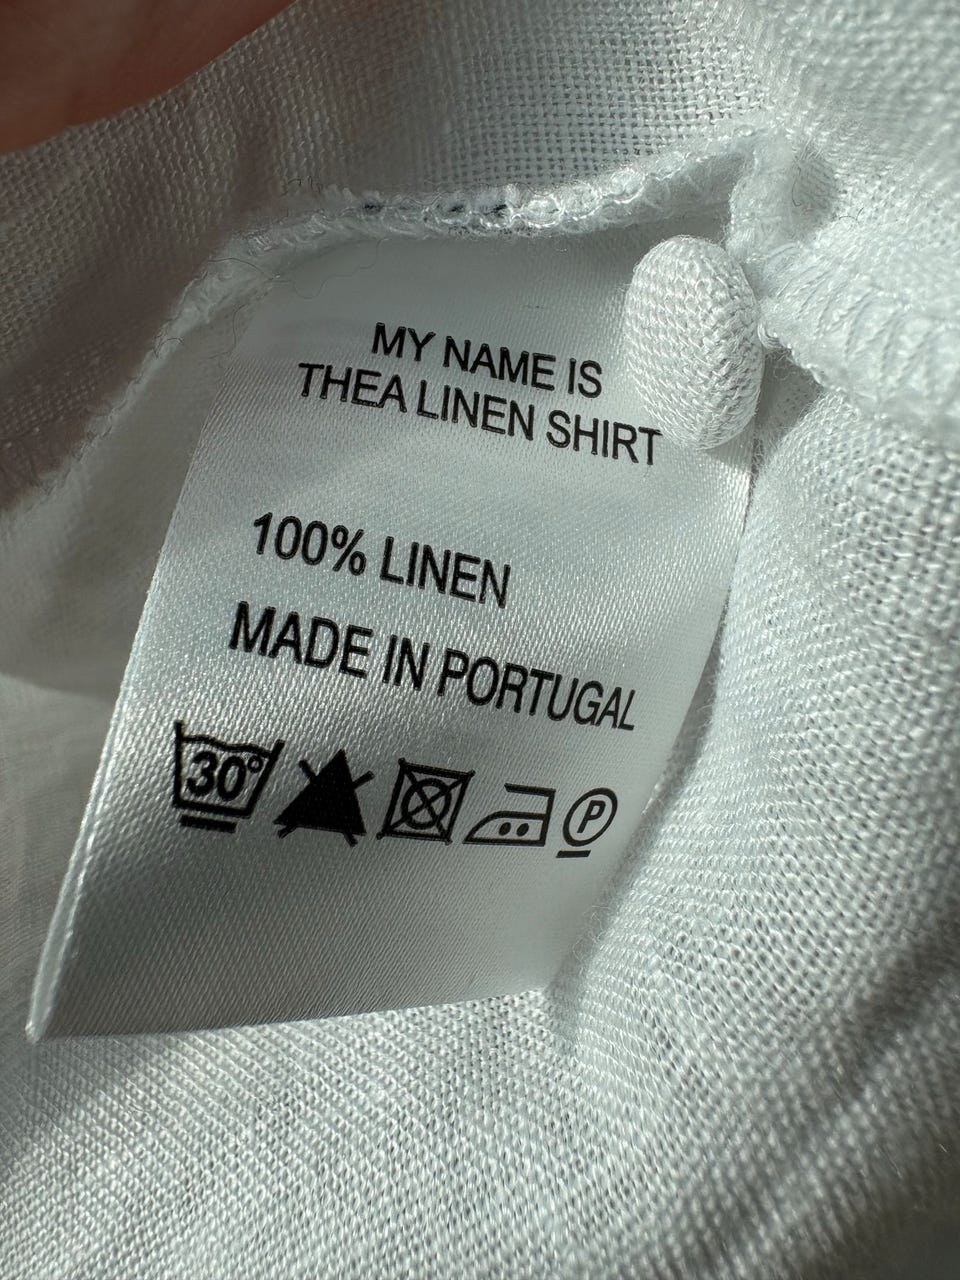 MY NAME IS
THEA LINEN SHIRT
100% LINEN
MADE IN PORTUGAL
30°
P